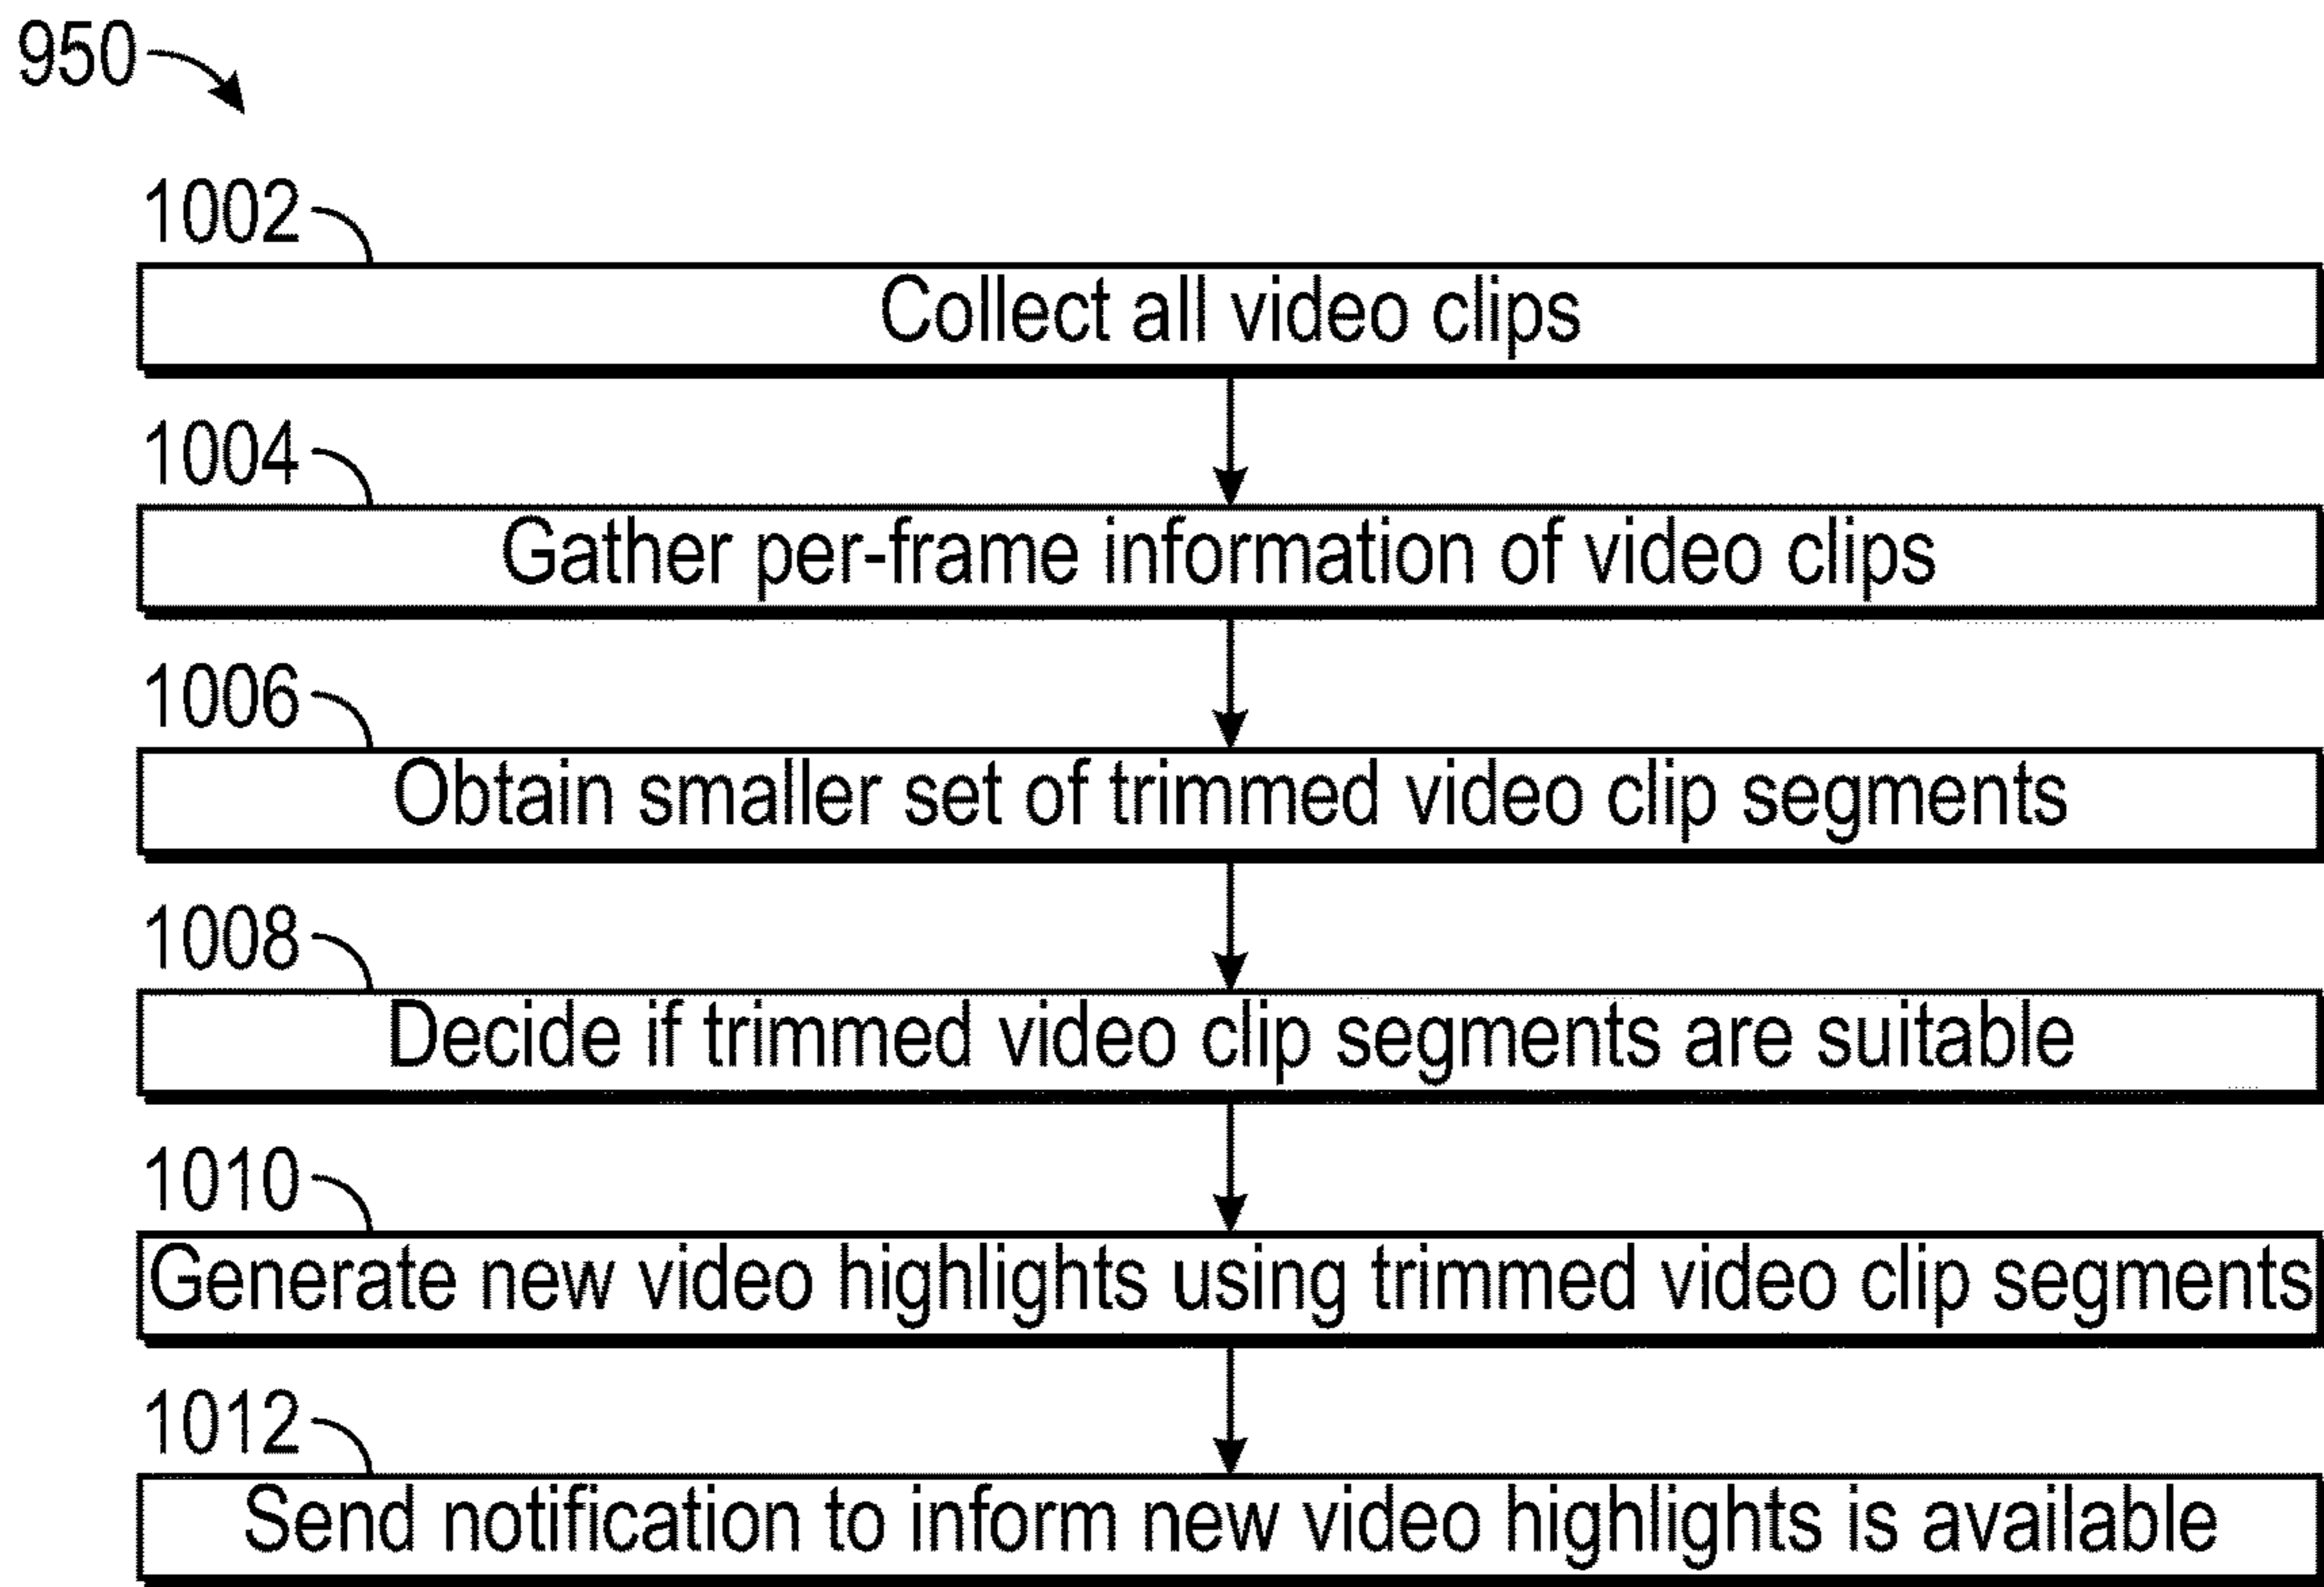 950
1002
Collect all video clips
1004
Gather per-frame information of video clips
1006
Obtain smaller set of trimmed video clip segments
1008
Decide if trimmed video clip segments are suitable
1010
Generate new video highlights using trimmed video clip segments
1012
Send notification to inform new video highlights is available